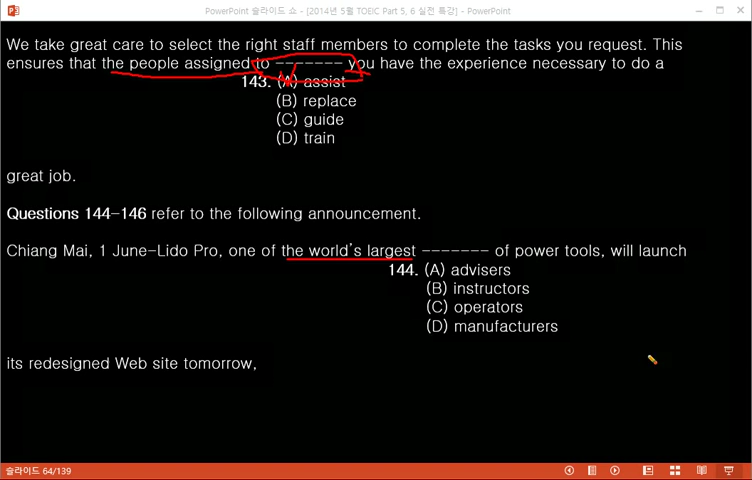 PowerPoint 슬라이드 쇼 - [2014년 5월 TOEIC Part 5, 6 실전 특강] - PowerPoint
We take great care to select the right staff members to complete the tasks you request. This
ensures that the people assigned to ------- you have the experience necessary to do a
143. (A) assist
(B) replace
(C) guide
(D) train
great job.
Questions 144-146 refer to the following announcement.
Chiang Mai, 1 June-Lido Pro, one of the world's largest ------- of power tools, will launch
144. (A) advisers
(B) instructors
(C) operators
(D) manufacturers
its redesigned Web site tomorrow,
슬라이드 64/139